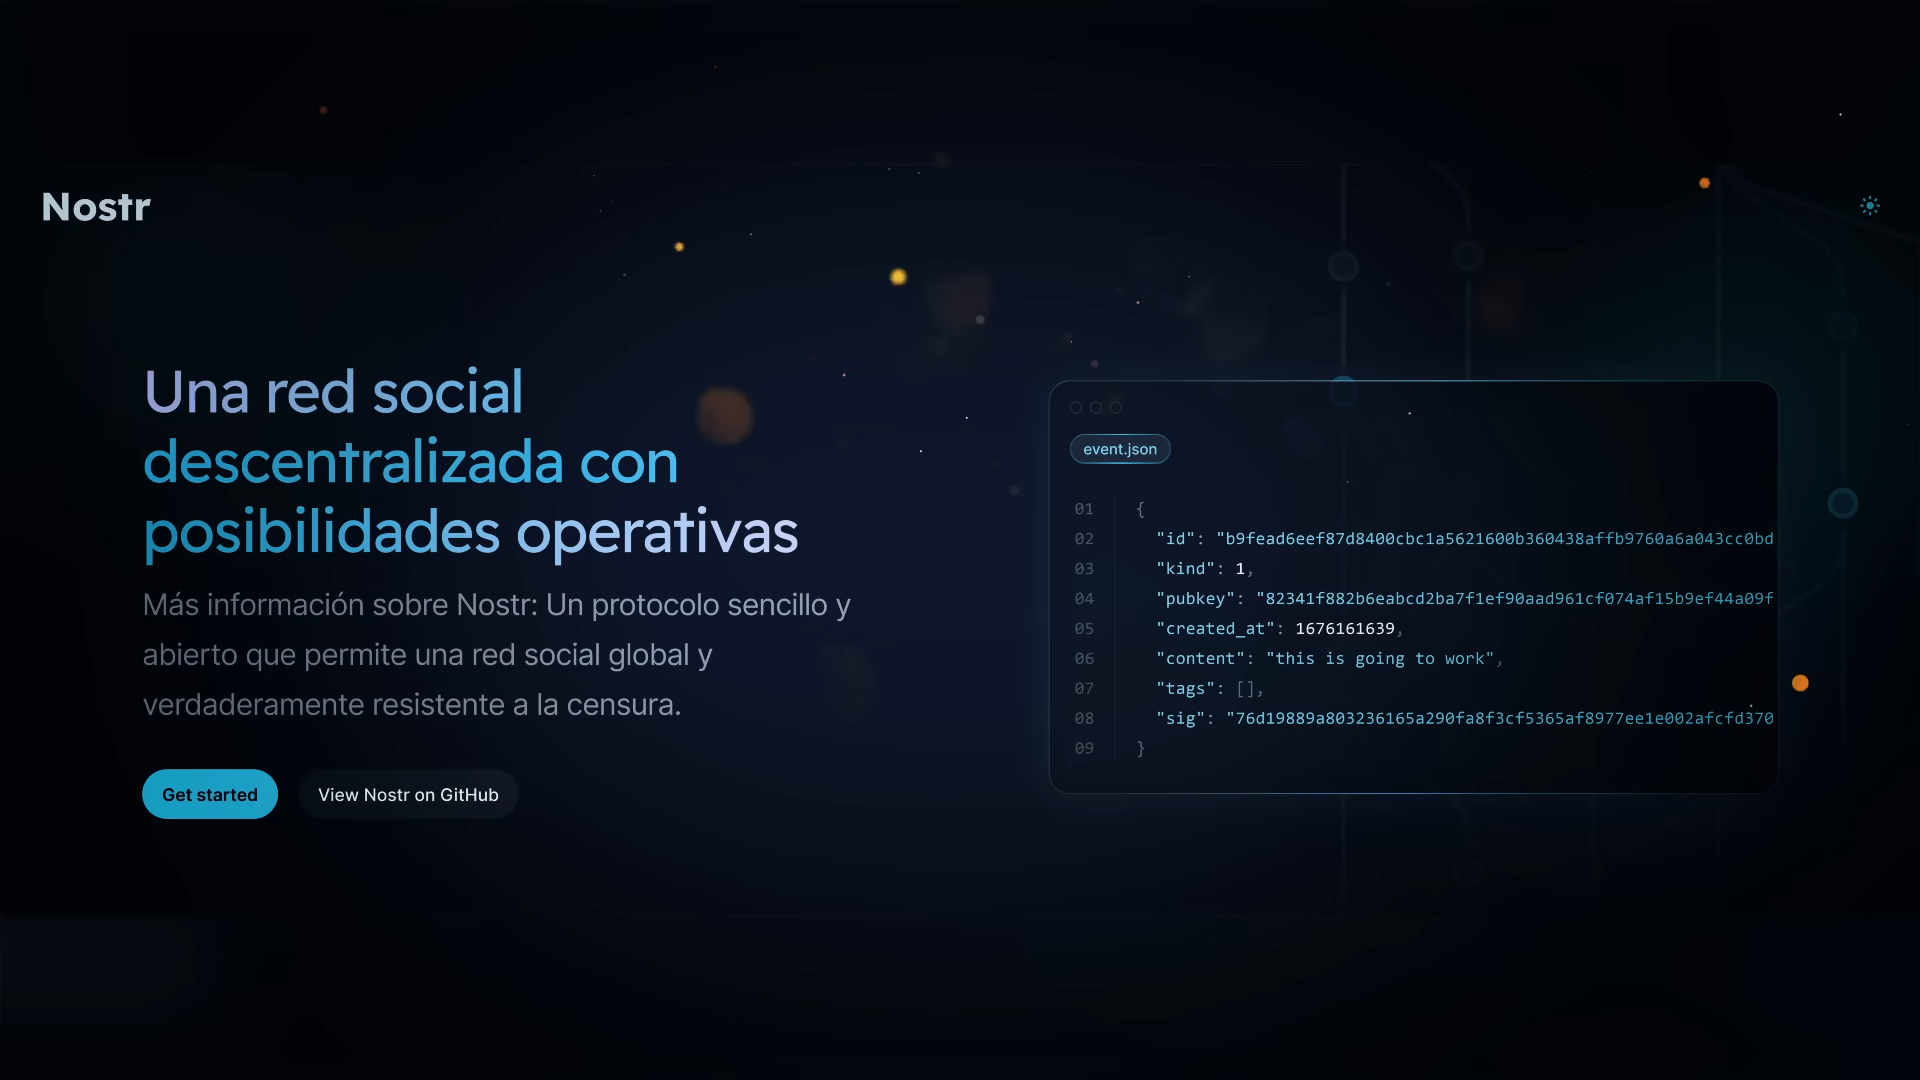 Nostr
Una red social
descentralizada con
posibilidades operativas
Más información sobre Nostr: Un protocolo sencillo y
abierto que permite una red social global y
verdaderamente resistente a la censura.
Get started
View Nostr on GitHub
event.json
01 {
02 "id": "b9fead6eef87d8400cbc1a5621600b360438affb9760a6a043cc0bd
03 "kind": 1,
04 "pubkey": "82341f882b6eabcd2ba7f1ef90aad961cf074af15b9ef44a09f
05 "created_at": 1676161639,
06 "content": "this is going to work",
07 "tags": [],
08 "sig": "76d19889a803236165a290fa8f3cf5365af8977ee1e002afcfd370
09 }